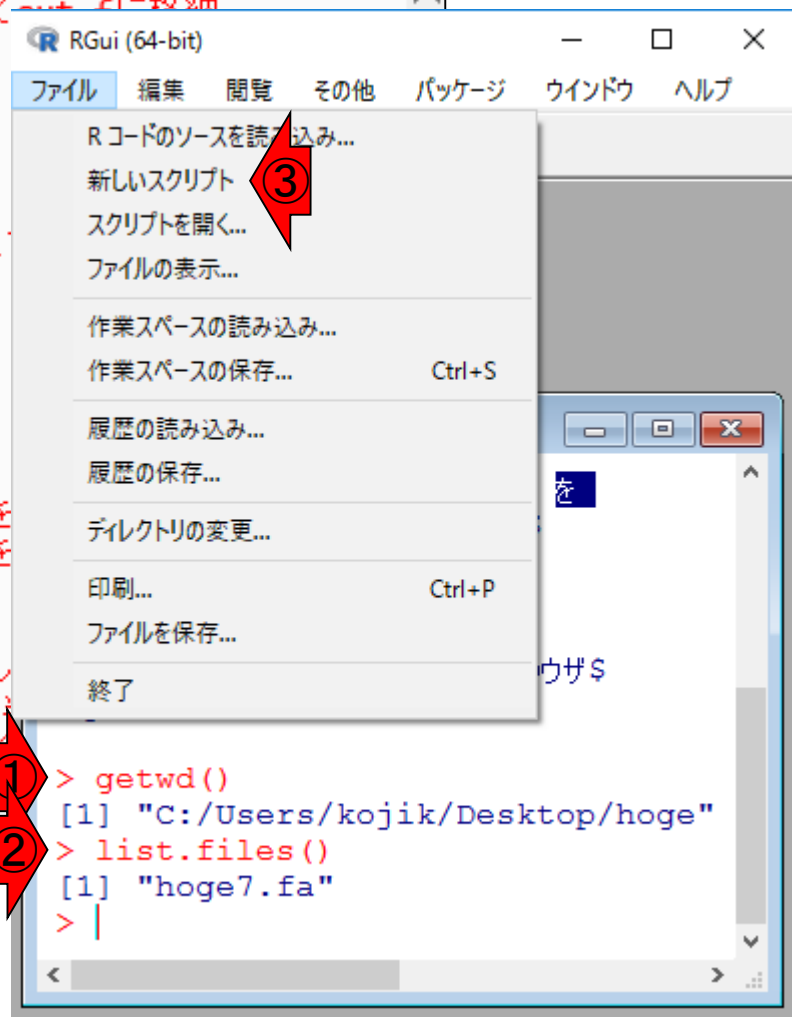 RGui (64-bit)
ファイル 編集 閲覧 その他 パッケージ ウインドウ ヘルプ
R コードのソースを読み込み...
新しいスクリプト
③
スクリプトを開く...
ファイルの表示...
作業スペースの読み込み...
作業スペースの保存... Ctrl+S
履歴の読み込み...
履歴の保存...
を
ディレクトリの変更...
印刷... Ctrl+P
ファイルを保存...
ウザ$
終了
① > getwd()
[1] "C:/Users/kojik/Desktop/hoge"
② > list.files()
[1] "hoge7.fa"
>